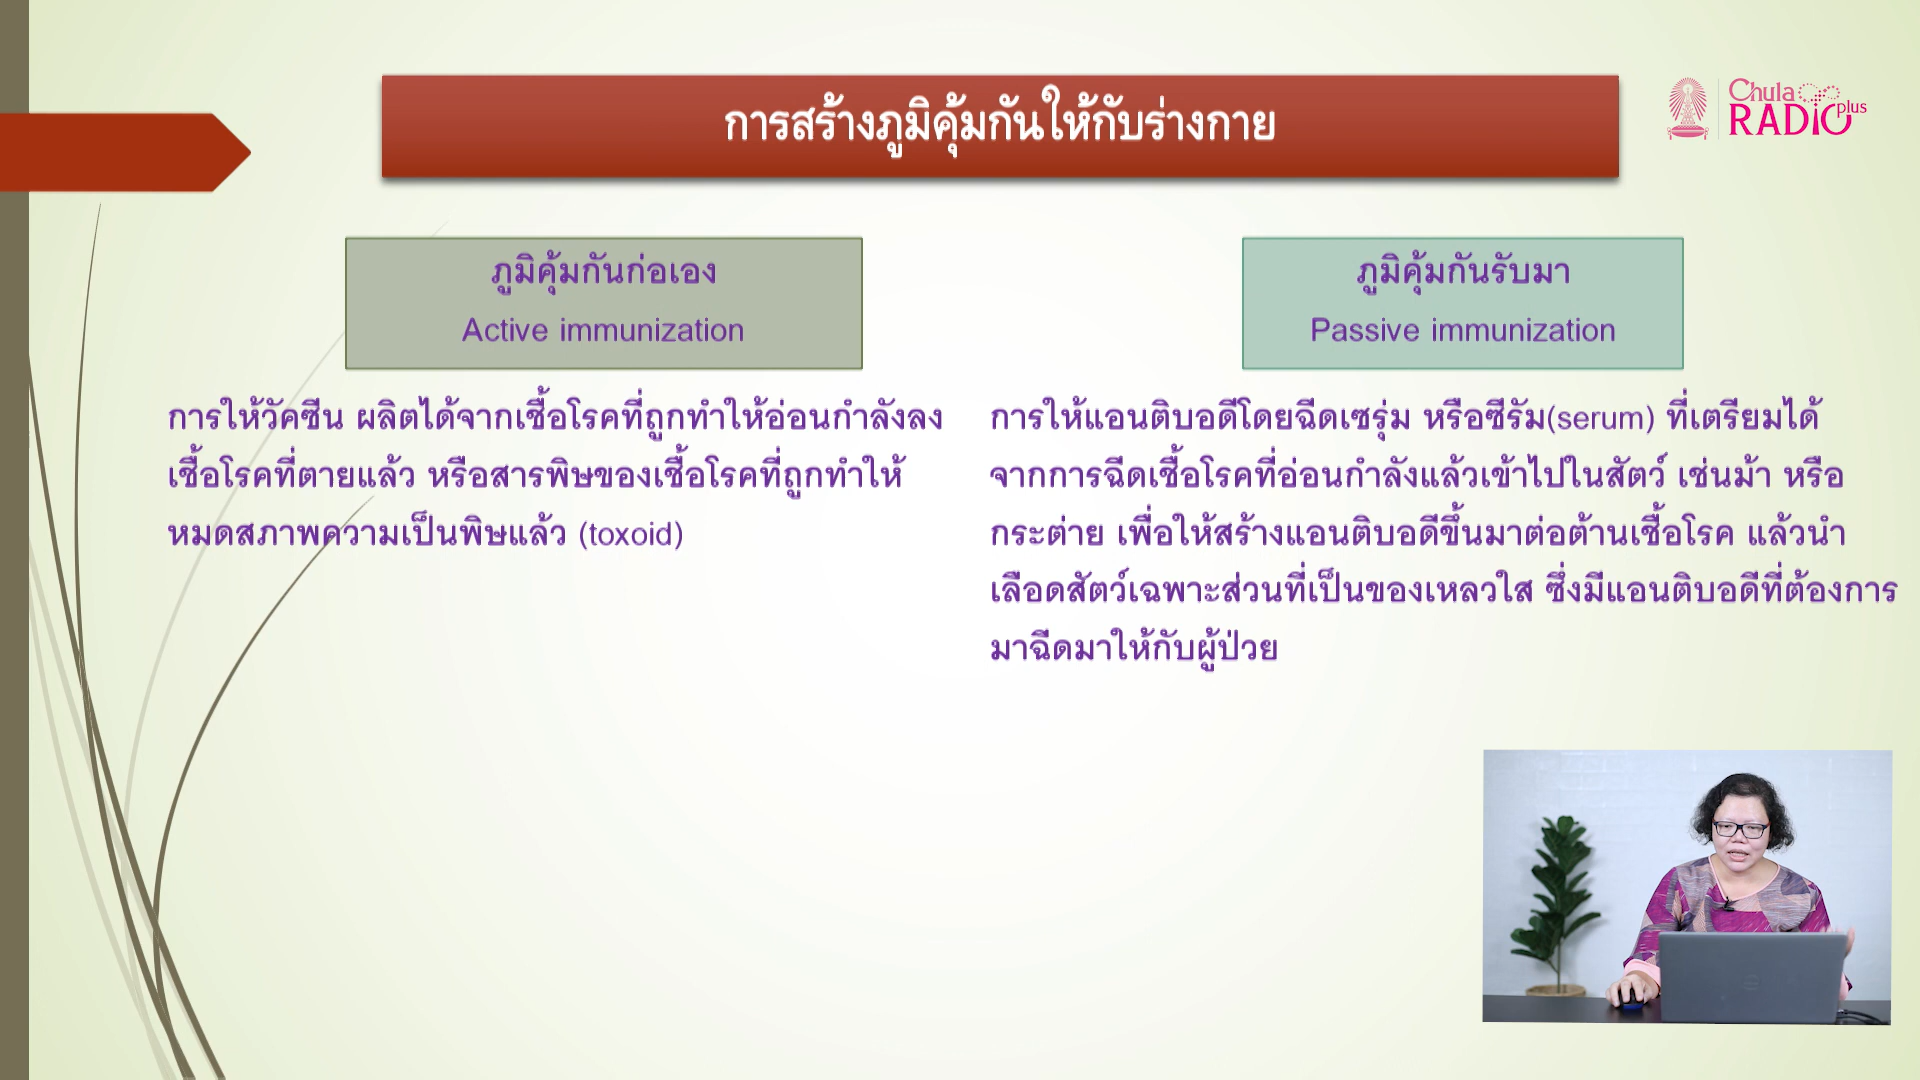 การสร้างภูมิคุ้มกันให้กับร่างกาย
Chula
RADIO plus
ภูมิคุ้มกันก่อเอง
Active immunization
การให้วัคซีน ผลิตได้จากเชื้อโรคที่ถูกทำให้อ่อนกำลังลง
เชื้อโรคที่ตายแล้ว หรือสารพิษของเชื้อโรคที่ถูกทำให้
หมดสภาพความเป็นพิษแล้ว (toxoid)
ภูมิคุ้มกันรับมา
Passive immunization
การให้แอนติบอดีโดยฉีดเซรุ่ม หรือซีรัม(serum) ที่เตรียมได้
จากการฉีดเชื้อโรคที่อ่อนกำลังแล้วเข้าไปในสัตว์ เช่นม้า หรือ
กระต่าย เพื่อให้สร้างแอนติบอดีขึ้นมาต่อต้านเชื้อโรค แล้วนำ
เลือดสัตว์เฉพาะส่วนที่เป็นของเหลวใส ซึ่งมีแอนติบอดีที่ต้องการ
มาฉีดมาให้กับผู้ป่วย